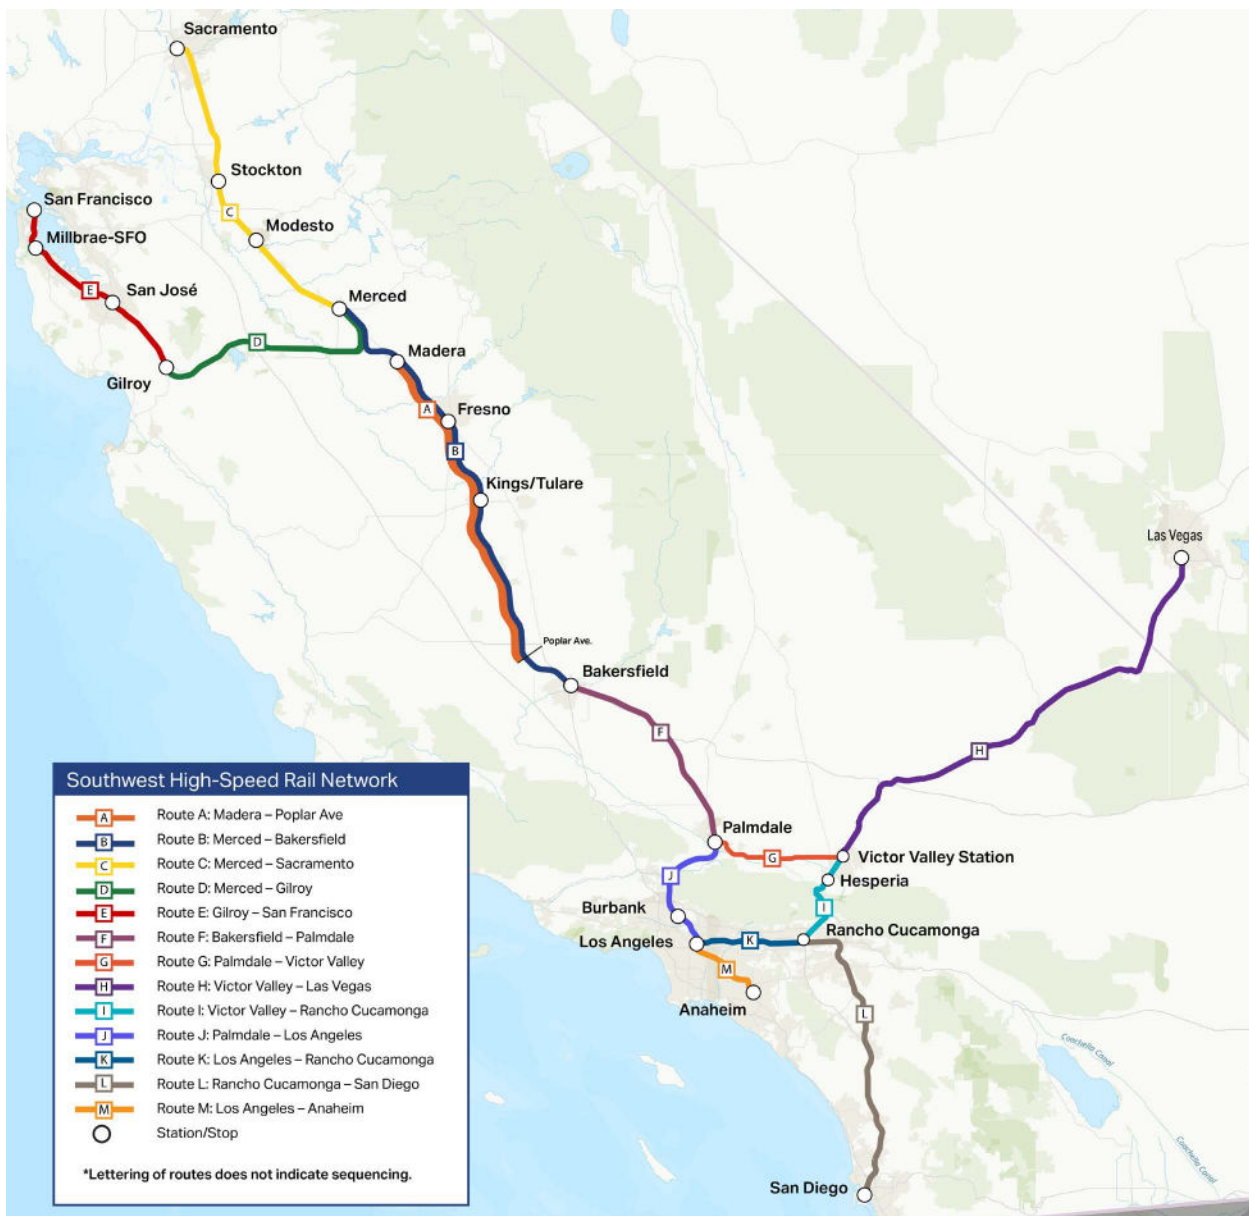 Sacramento
Stockton
San Francisco
C
Modesto
Millbrae-SFO
E
San José
Merced
D
Madera
Gilroy
A
Fresno
B
Kings/Tulare
Las Vegas
Poplar Ave.
Bakersfield
F
H
Palmdale
G
Victor Valley Station
J
Hesperia
Burbank
I
Los Angeles
K
Rancho Cucamonga
M
Anaheim
L
Coachella Canal
Coachella Canal
San Diego
Southwest High-Speed Rail Network
A Route A: Madera – Poplar Ave
B Route B: Merced – Bakersfield
C Route C: Merced – Sacramento
D Route D: Merced – Gilroy
E Route E: Gilroy – San Francisco
F Route F: Bakersfield – Palmdale
G Route G: Palmdale – Victor Valley
H Route H: Victor Valley – Las Vegas
I Route I: Victor Valley – Rancho Cucamonga
J Route J: Palmdale – Los Angeles
K Route K: Los Angeles – Rancho Cucamonga
L Route L: Rancho Cucamonga – San Diego
M Route M: Los Angeles – Anaheim
Station/Stop
*Lettering of routes does not indicate sequencing.